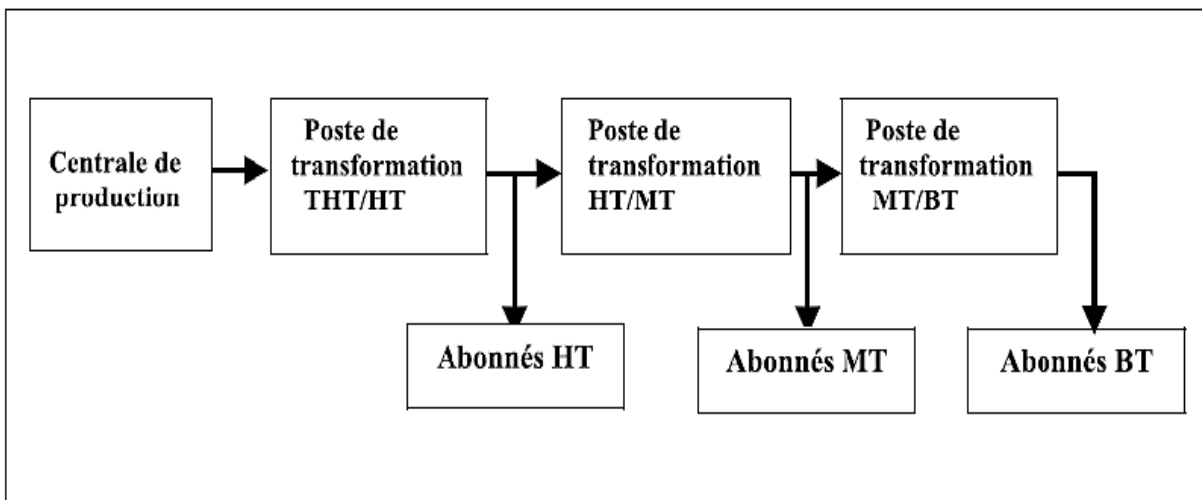 Centrale de
production
Poste de
transformation
THT/HT
Poste de
transformation
HT/MT
Poste de
transformation
MT/BT
Abonnés HT
Abonnés MT
Abonnés BT